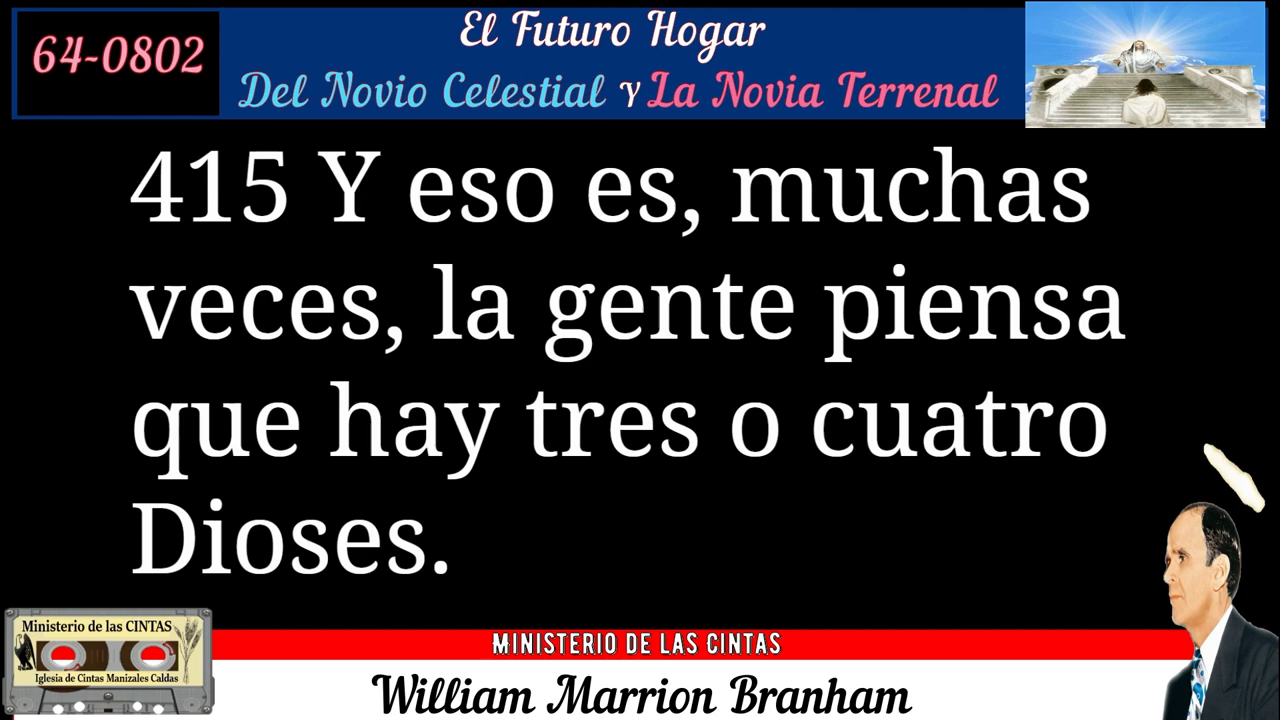 64-0802
El Futuro Hogar
Del Novio Celestial Y La Novia Terrenal
415 Y eso es, muchas
veces, la gente piensa
que hay tres o cuatro
Dioses.
Ministerio de las CINTAS
Iglesia de Cintas Manizales Caldas
MINISTERIO DE LAS CINTAS
William Marrion Branham